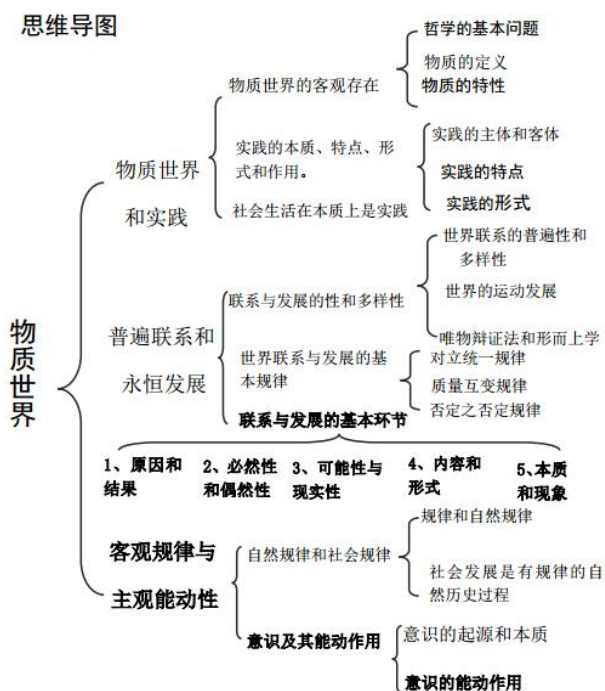 思维导图
哲学的基本问题
物质的定义
物质世界的客观存在
物质的特性
实践的本质、特点、形
式和作用。
实践的主体和客体
物质世界
和实践
实践的特点
实践的形式
社会生活在本质上是实践
世界联系的普遍性和
多样性
联系与发展的性和多样性
世界的运动发展
物质世界
普遍联系和
永恒发展
唯物辩证法和形而上学
世界联系与发展的基
本规律
对立统一规律
质量互变规律
否定之否定规律
联系与发展的基本环节
1、原因和
结果
2、必然性
和偶然性
3、可能性与
现实性
4、内容和
形式
5、本质
和现象
客观规律与
主观能动性
自然规律和社会规律
规律和自然规律
社会发展是有规律的自
然历史过程
意识及其能动作用
意识的起源和本质
意识的能动作用